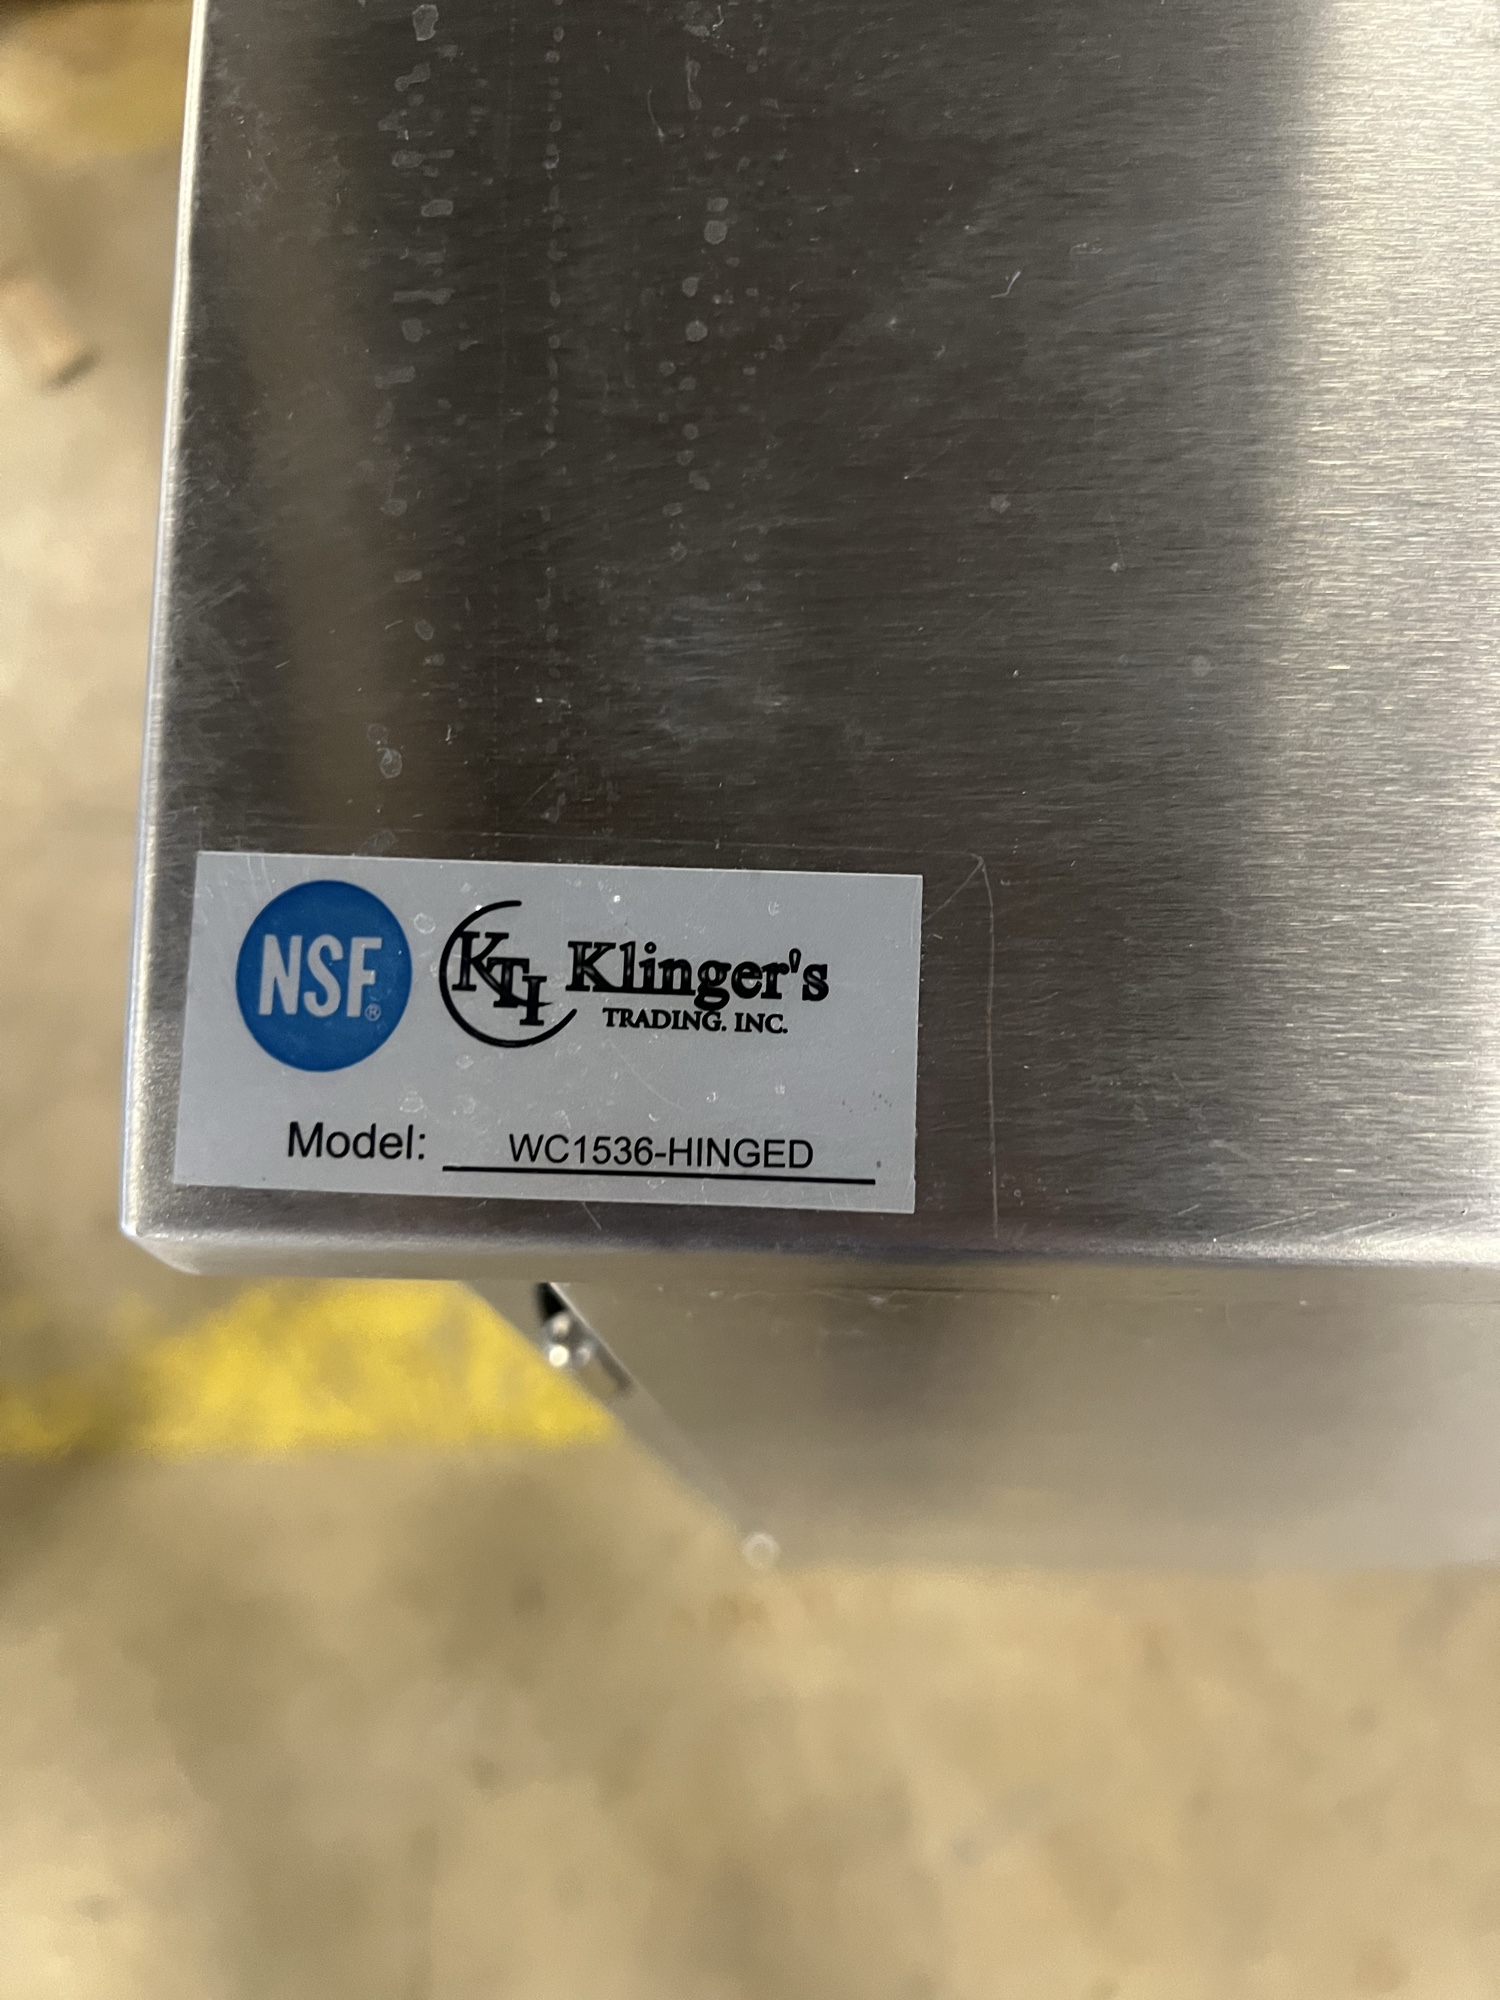 NSF®
KTI Klinger's
TRADING. INC.
Model: WC1536-HINGED